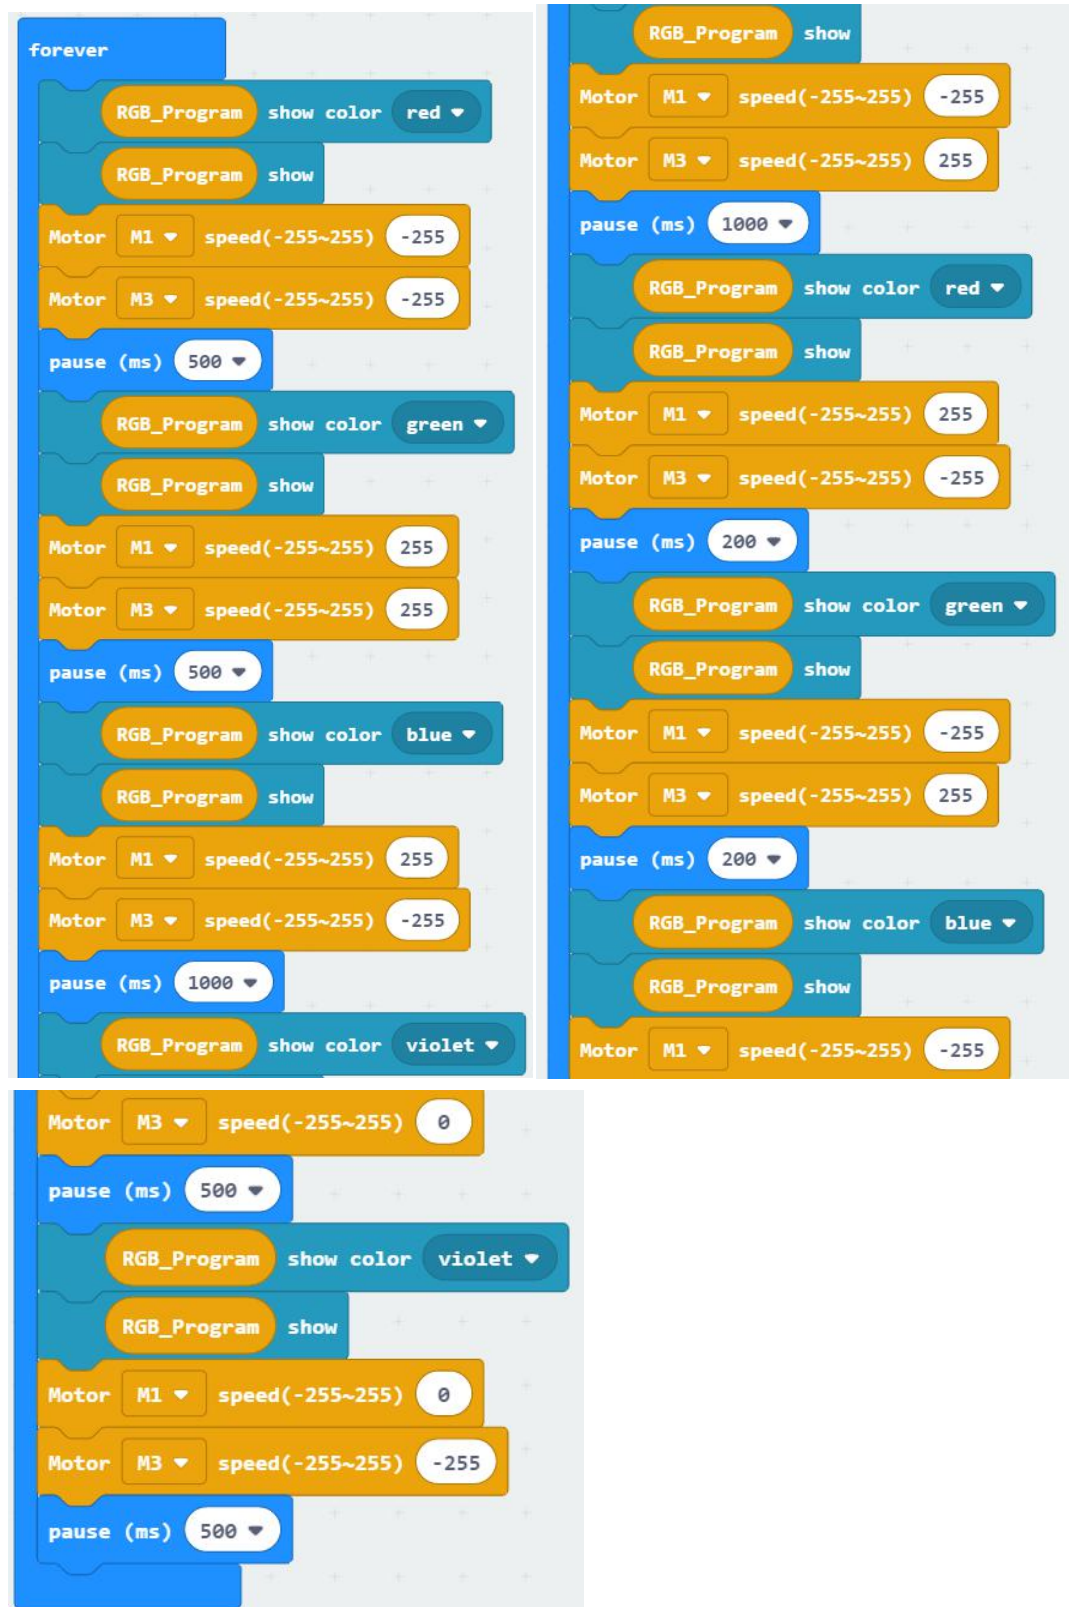 forever
RGB_Program show color red
RGB_Program show
Motor M1 speed(-255~255) -255
Motor M3 speed(-255~255) -255
pause (ms) 500
RGB_Program show color green
RGB_Program show
Motor M1 speed(-255~255) 255
Motor M3 speed(-255~255) 255
pause (ms) 500
RGB_Program show color blue
RGB_Program show
Motor M1 speed(-255~255) 255
Motor M3 speed(-255~255) -255
pause (ms) 1000
RGB_Program show color violet
RGB_Program show
Motor M1 speed(-255~255) -255
Motor M3 speed(-255~255) 255
pause (ms) 1000
RGB_Program show color red
RGB_Program show
Motor M1 speed(-255~255) 255
Motor M3 speed(-255~255) -255
pause (ms) 200
RGB_Program show color green
RGB_Program show
Motor M1 speed(-255~255) -255
Motor M3 speed(-255~255) 255
pause (ms) 200
RGB_Program show color blue
RGB_Program show
Motor M1 speed(-255~255) -255
Motor M3 speed(-255~255) 0
pause (ms) 500
RGB_Program show color violet
RGB_Program show
Motor M1 speed(-255~255) 0
Motor M3 speed(-255~255) -255
pause (ms) 500